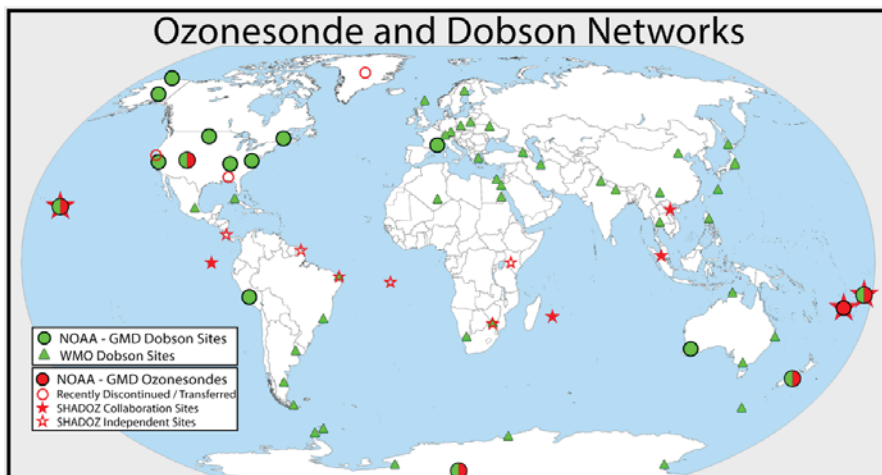 Ozonesonde and Dobson Networks
NOAA - GMD Dobson Sites
WMO Dobson Sites
NOAA - GMD Ozonesondes
Recently Discontinued / Transferred
SHADOZ Collaboration Sites
SHADOZ Independent Sites